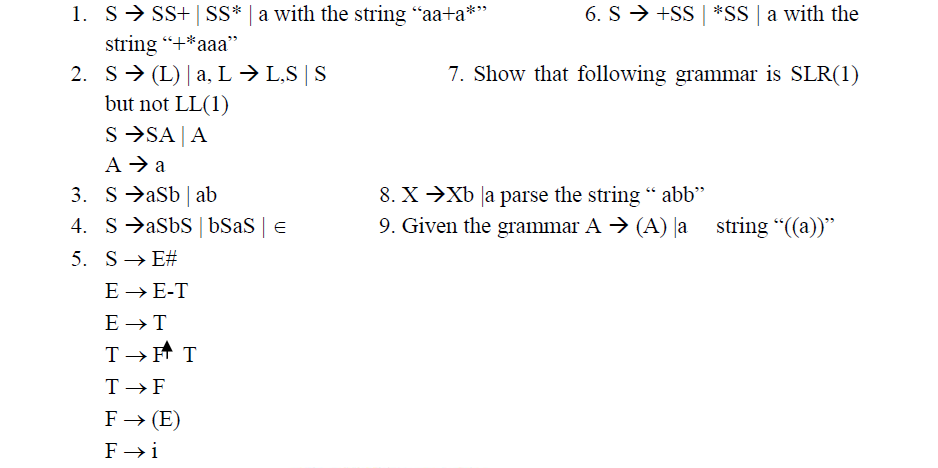 1. S → SS+ | SS* | a with the string “aa+a*” 6. S → +SS | *SS | a with the
string “+*aaa”
2. S → (L) | a, L → L,S | S 7. Show that following grammar is SLR(1)
but not LL(1)
S →SA | A
A → a
3. S →aSb | ab 8. X →Xb |a parse the string “ abb”
4. S →aSbS | bSaS | ∈ 9. Given the grammar A → (A) |a string “((a))”
5. S → E#
E → E-T
E → T
T → F↑ T
T → F
F → (E)
F → i